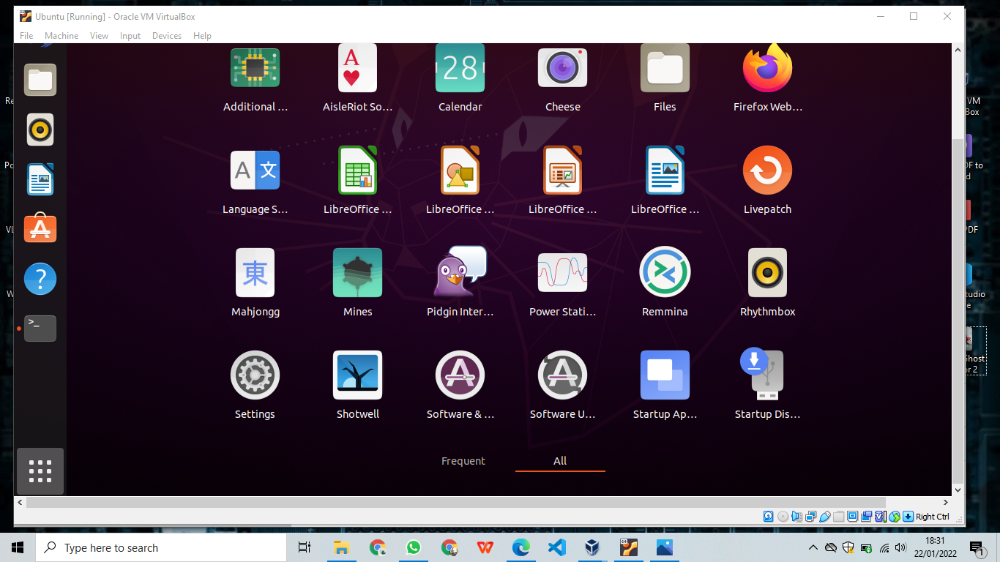 Ubuntu [Running] - Oracle VM VirtualBox
File Machine View Input Devices Help
A
28
Additional ... AisleRiot So... Calendar Cheese Files Firefox Web...
VM
Box
Re
A 文
Po
DF to
d
Language S... LibreOffice ... LibreOffice ... LibreOffice ... LibreOffice ... Livepatch
VL
PDF
東
?
Mahjongg Mines Pidgin Inter... Power Stati... Remmina Rhythmbox
W
tudio
e
>_
Ghost
or 2
Settings Shotwell Software & ... Software U... Startup Ap... Startup Dis...
Frequent All
Right Ctrl
Type here to search
W
18:31
22/01/2022
1